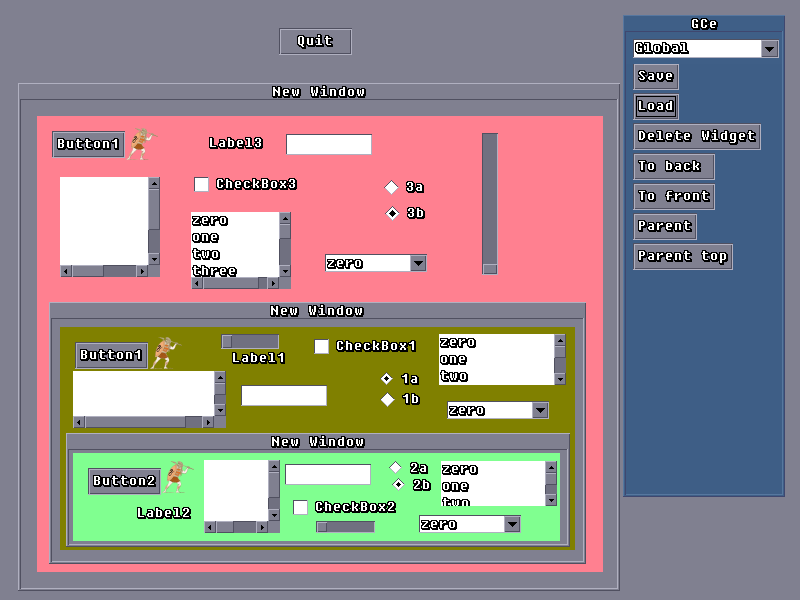 GCe
Quit
Global
Save
New Window
Load
Button1
Label3
Delete Widget
To back
CheckBox3
3a
To front
zero
3b
Parent
one
two
Parent top
zero
three
New Window
Button1
Label1
CheckBox1
zero
one
two
1a
1b
zero
New Window
Button2
2a
zero
2b
one
two
Label2
CheckBox2
zero